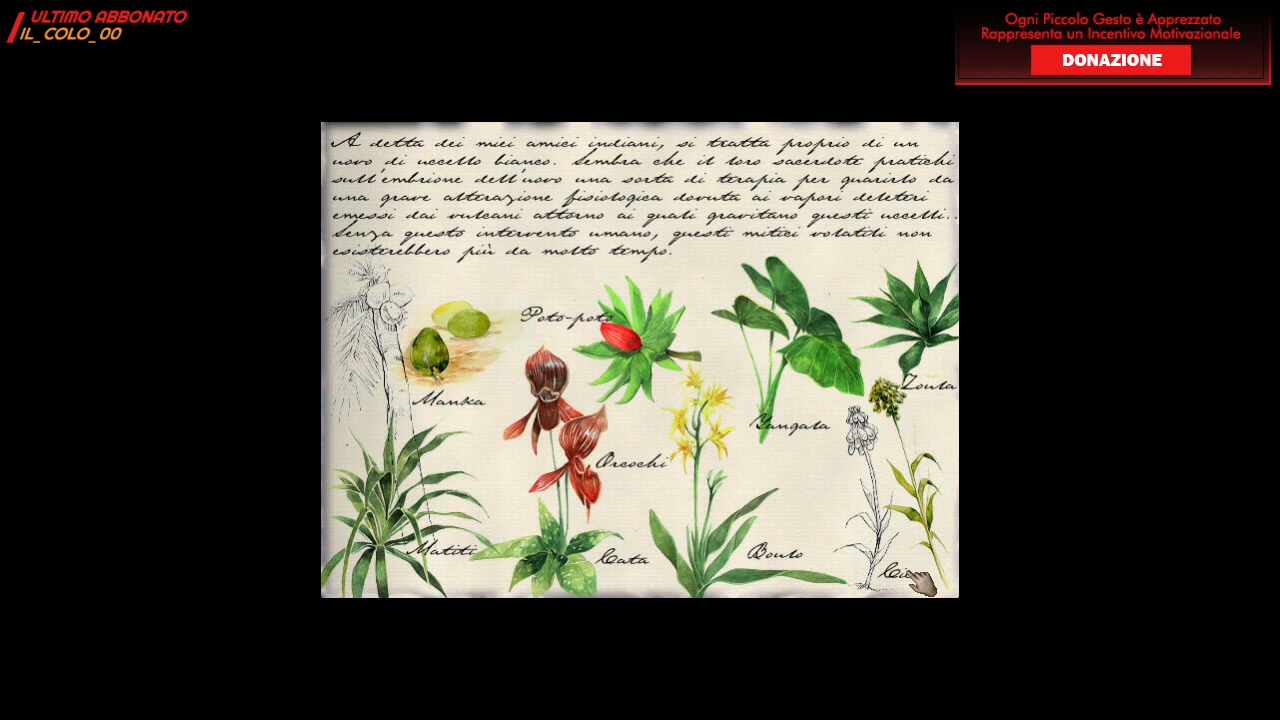 ULTIMO ABBONATO
IL_COLO_00
Ogni Piccolo Gesto è Apprezzato
Rappresenta un Incentivo Motivazionale
DONAZIONE
A detta dei miei amici indiani, si tratta proprio di un
uovo di uccello bianco. Sembra che il loro sacerdote pratichi
sull'embrione dell'uovo una sorta di terapia per guarirlo da
una grave alterazione fisiologica dovuta ai vapori deleteri
emessi dai vulcani attorno ai quali gravitano questi uccelli..
Senza questo intervento umano, questi mitici volatili non
esisterebbero più da molto tempo.
Poto-poto
Zoula
Manka
Yangala
Orcochi
Matiti
Cata
Boulo